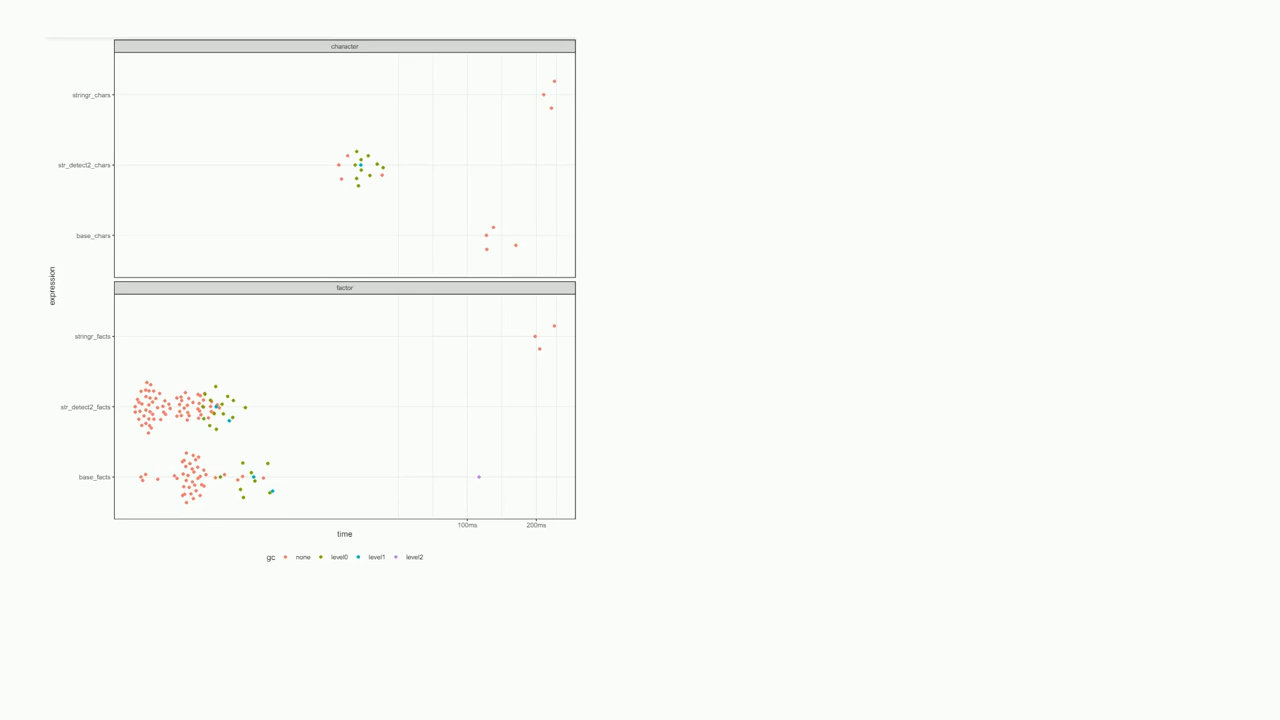 character
stringr_chars
str_detect2_chars
base_chars
expression
factor
stringr_facts
str_detect2_facts
base_facts
100ms 200ms
time
gc none level0 level1 level2